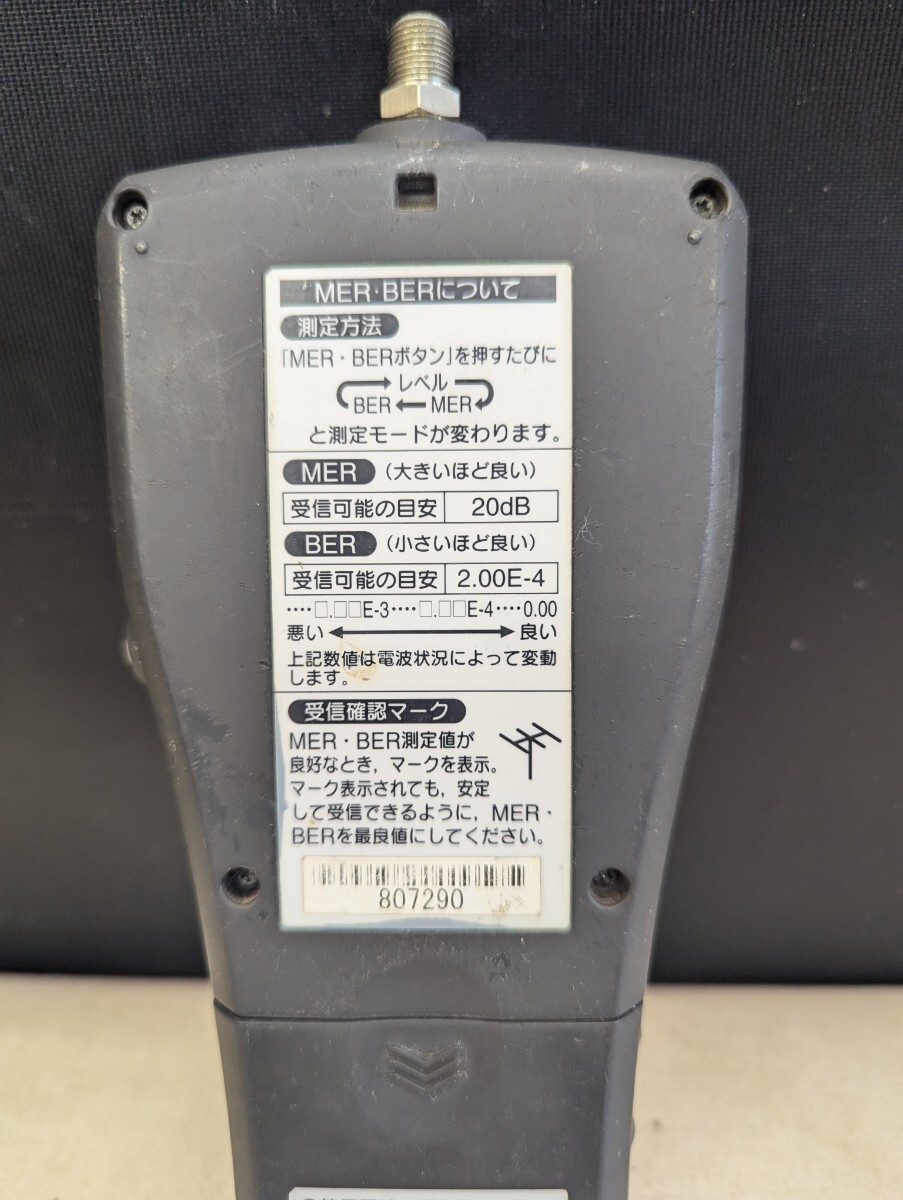 MER・BERについて
測定方法
「MER・BERボタン」を押すたびに
レベル
BER ← MER
と測定モードが変わります。
MER (大きいほど良い)
受信可能の目安 20dB
BER (小さいほど良い)
受信可能の目安 2.00E-4
‥‥□.□□E-3‥‥□.□□E-4‥‥0.00
悪い ↔ 良い
上記数値は電波状況によって変動
します。
受信確認マーク
MER・BER測定値が
良好なとき，マークを表示。
マーク表示されても，安定
して受信できるように，MER・
BERを最良値にしてください。
807290